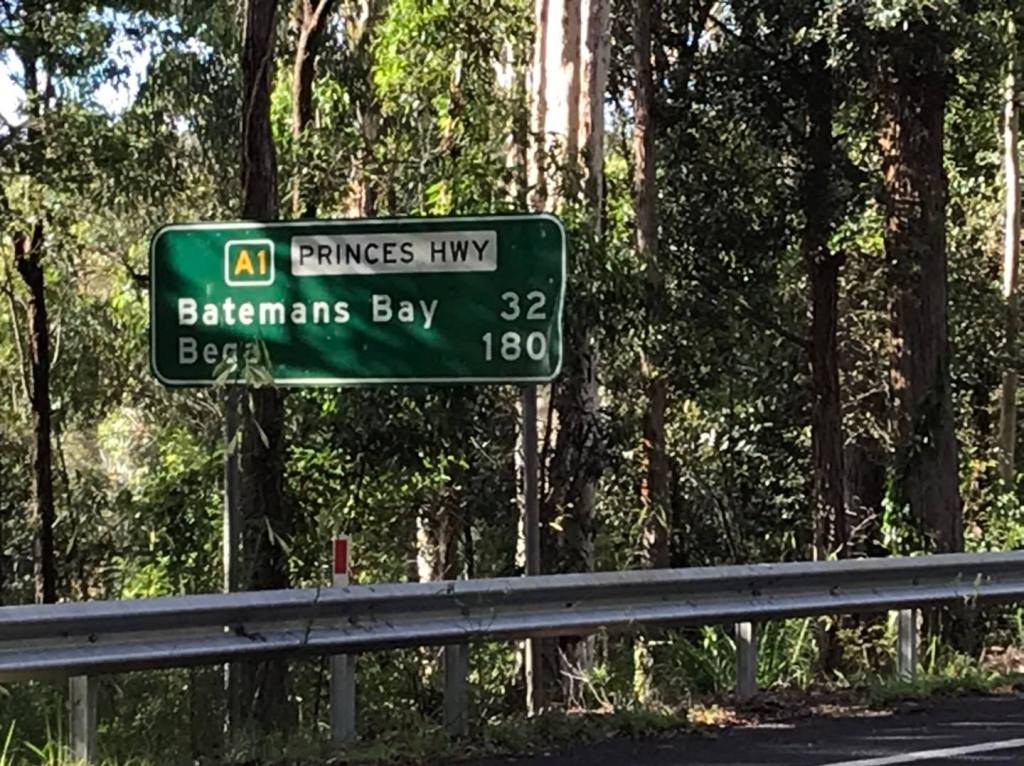 A1 PRINCES HWY
Batemans Bay 32
Bega 180